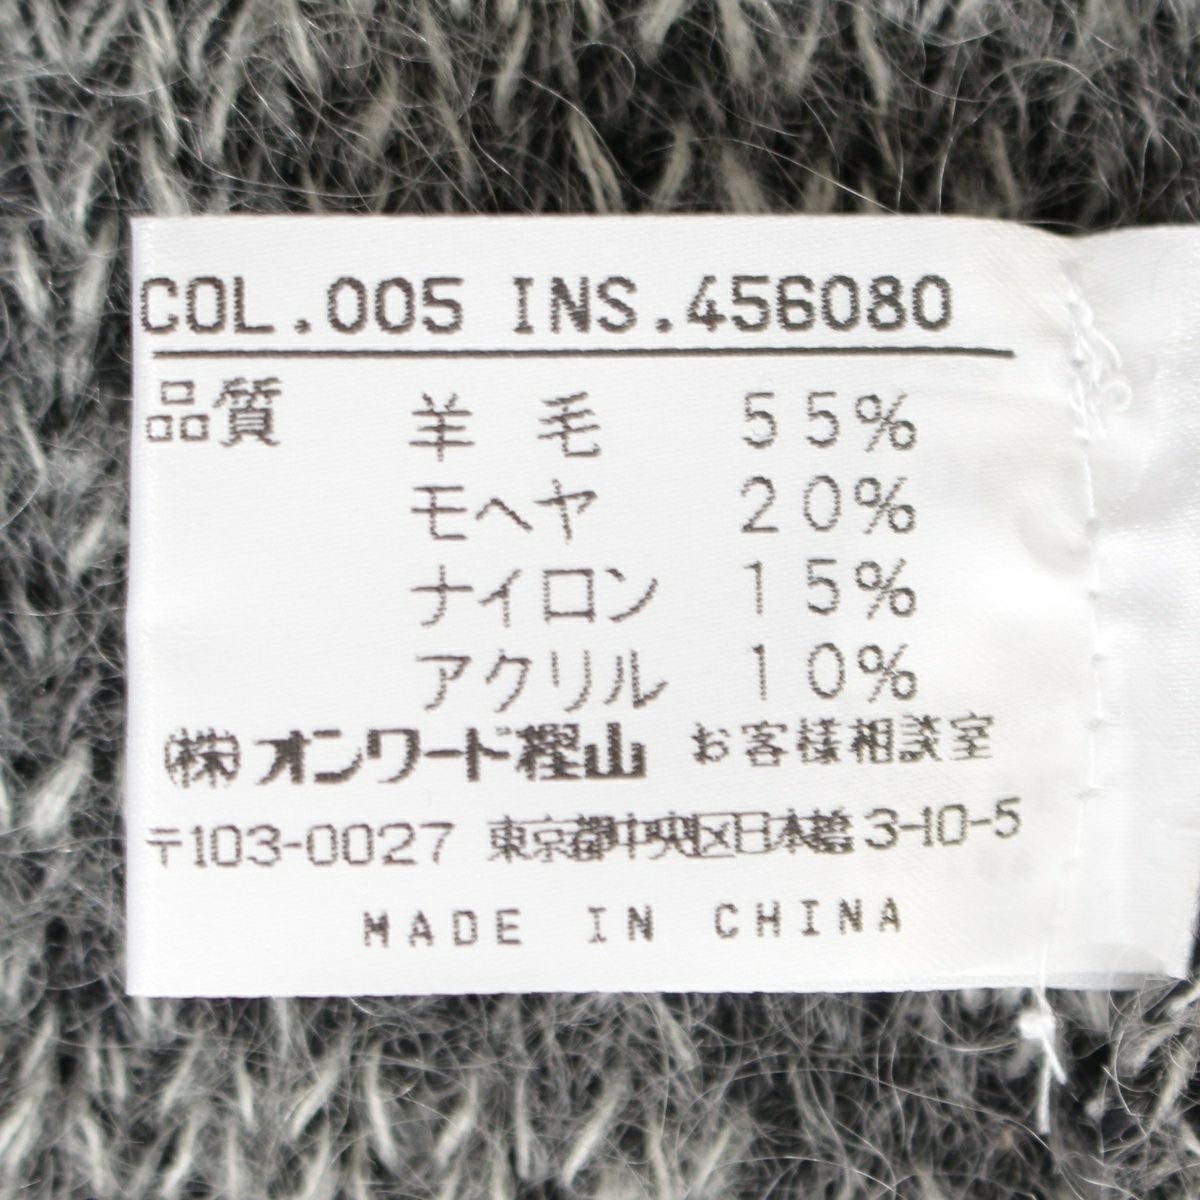 COL.005 INS.456080
品質 羊毛 55%
モヘヤ 20%
ナイロン 15%
アクリル 10%
㈱オンワード樫山 お客様相談室
〒103-0027 東京都中央区日本橋3-10-5
MADE IN CHINA